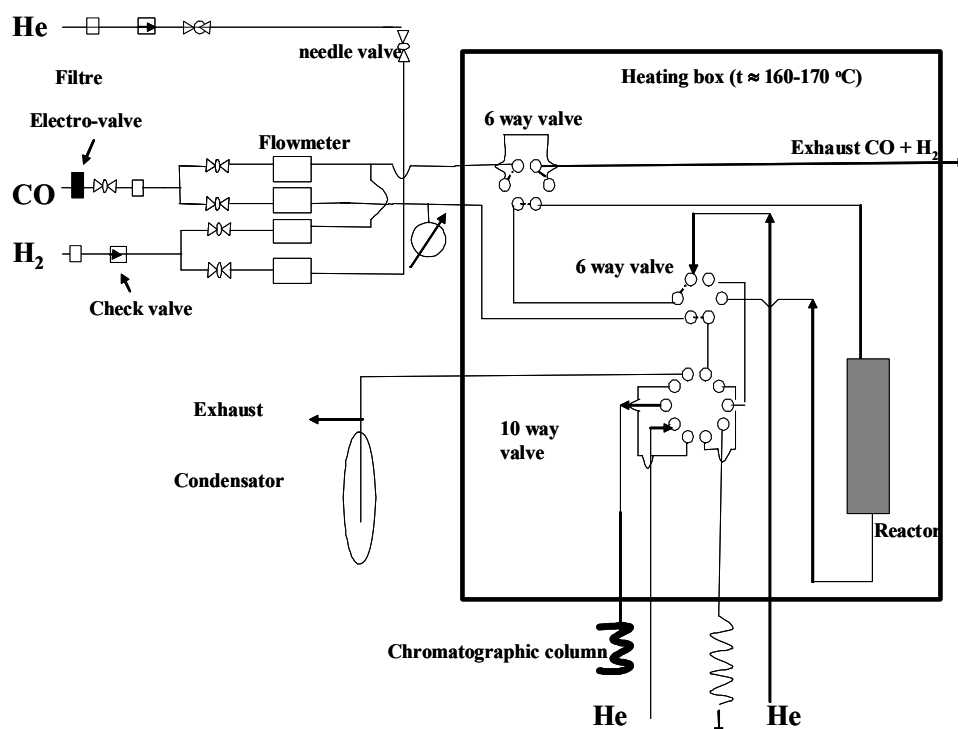 He
needle valve
Filtre
Heating box (t ≈ 160-170 °C)
Electro-valve
6 way valve
Flowmeter
Exhaust CO + H2
CO
H2
6 way valve
Check valve
Exhaust
10 way
valve
Condensator
Reactor
Chromatographic column
He
He